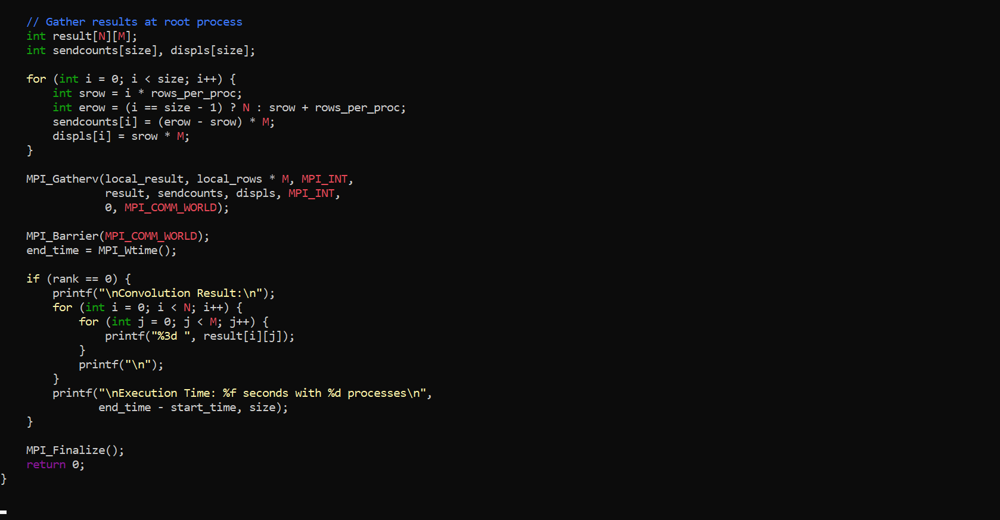 // Gather results at root process
int result[N][M];
int sendcounts[size], displs[size];
for (int i = 0; i < size; i++) {
int srow = i * rows_per_proc;
int erow = (i == size - 1) ? N : srow + rows_per_proc;
sendcounts[i] = (erow - srow) * M;
displs[i] = srow * M;
}
MPI_Gatherv(local_result, local_rows * M, MPI_INT,
result, sendcounts, displs, MPI_INT,
0, MPI_COMM_WORLD);
MPI_Barrier(MPI_COMM_WORLD);
end_time = MPI_Wtime();
if (rank == 0) {
printf("\nConvolution Result:\n");
for (int i = 0; i < N; i++) {
for (int j = 0; j < M; j++) {
printf("%3d ", result[i][j]);
}
printf("\n");
}
printf("\nExecution Time: %f seconds with %d processes\n",
end_time - start_time, size);
}
MPI_Finalize();
return 0;
}